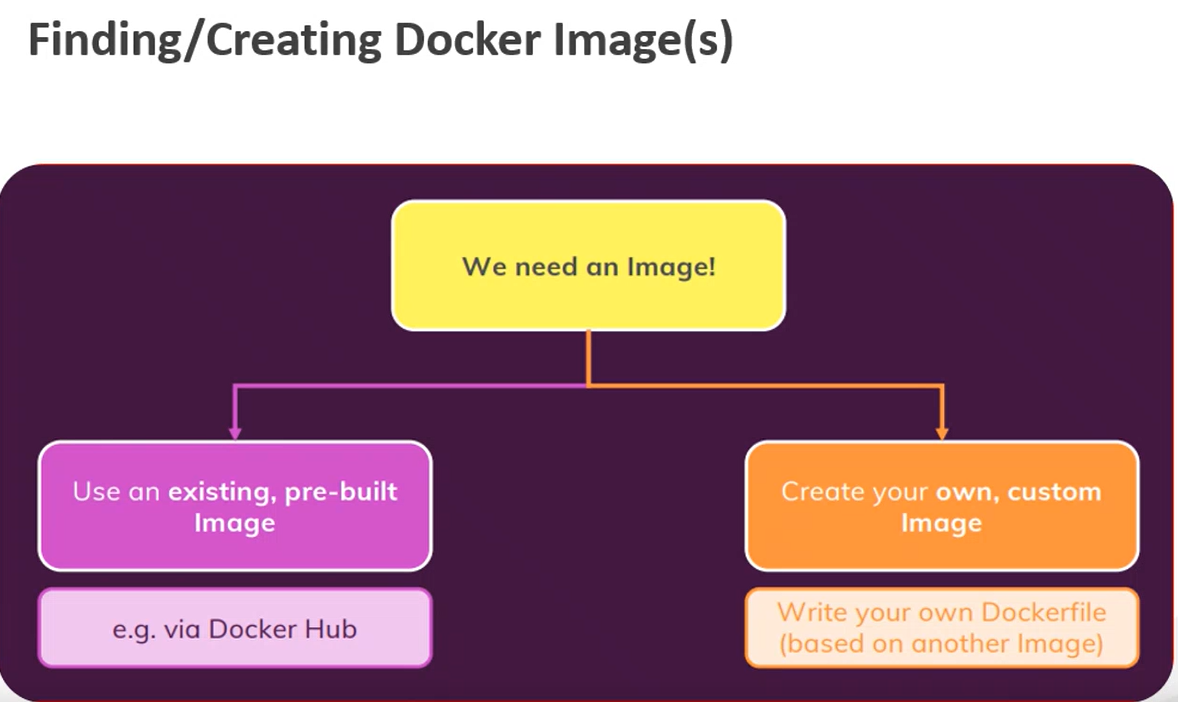 Finding/Creating Docker Image(s)
We need an Image!
Use an existing, pre-built
Image
e.g. via Docker Hub
Create your own, custom
Image
Write your own Dockerfile
(based on another Image)